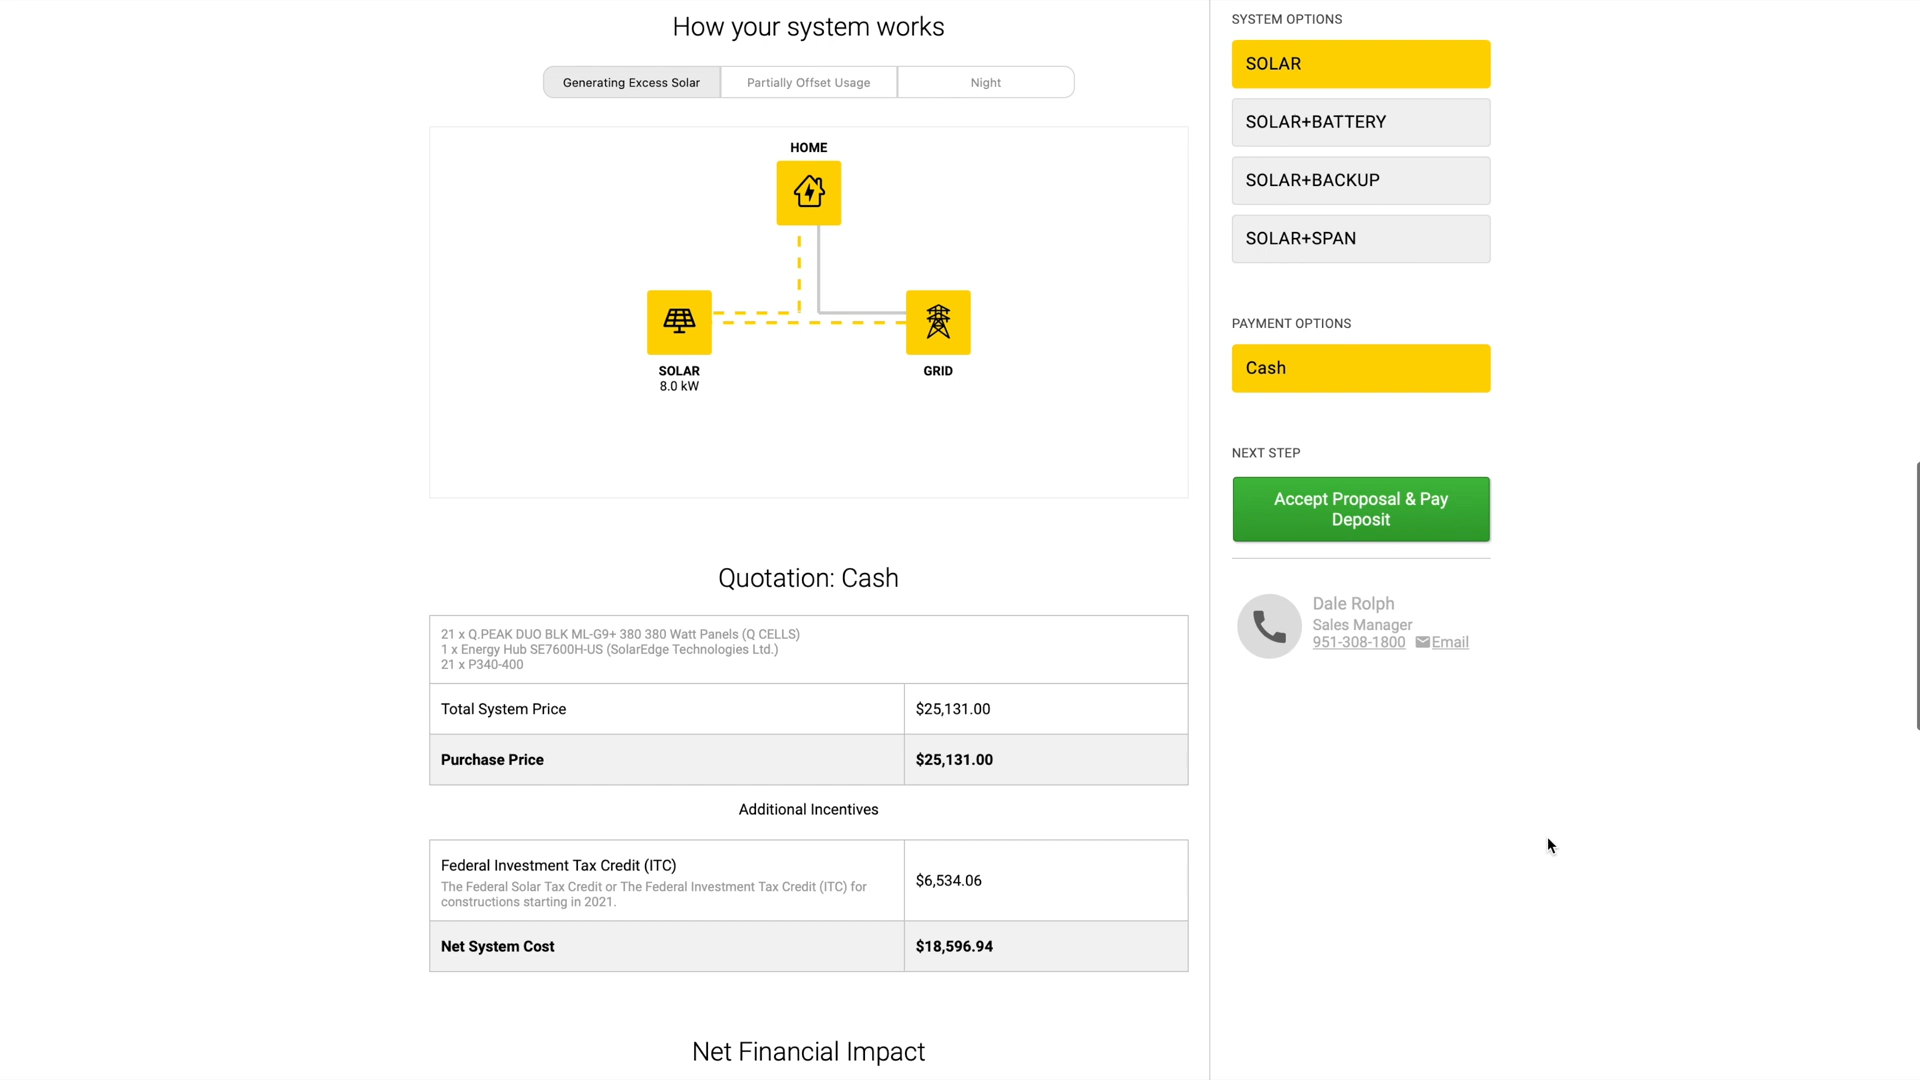 How your system works
Generating Excess Solar
Partially Offset Usage
Night
HOME
SOLAR
8.0 kW
GRID
Quotation: Cash
21 x Q.PEAK DUO BLK ML-G9+ 380 380 Watt Panels (Q CELLS)
1 x Energy Hub SE7600H-US (SolarEdge Technologies Ltd.)
21 x P340-400
Total System Price
$25,131.00
Purchase Price
$25,131.00
Additional Incentives
Federal Investment Tax Credit (ITC)
The Federal Solar Tax Credit or The Federal Investment Tax Credit (ITC) for
constructions starting in 2021.
$6,534.06
Net System Cost
$18,596.94
Net Financial Impact
SYSTEM OPTIONS
SOLAR
SOLAR+BATTERY
SOLAR+BACKUP
SOLAR+SPAN
PAYMENT OPTIONS
Cash
NEXT STEP
Accept Proposal & Pay
Deposit
Dale Rolph
Sales Manager
951-308-1800 Email